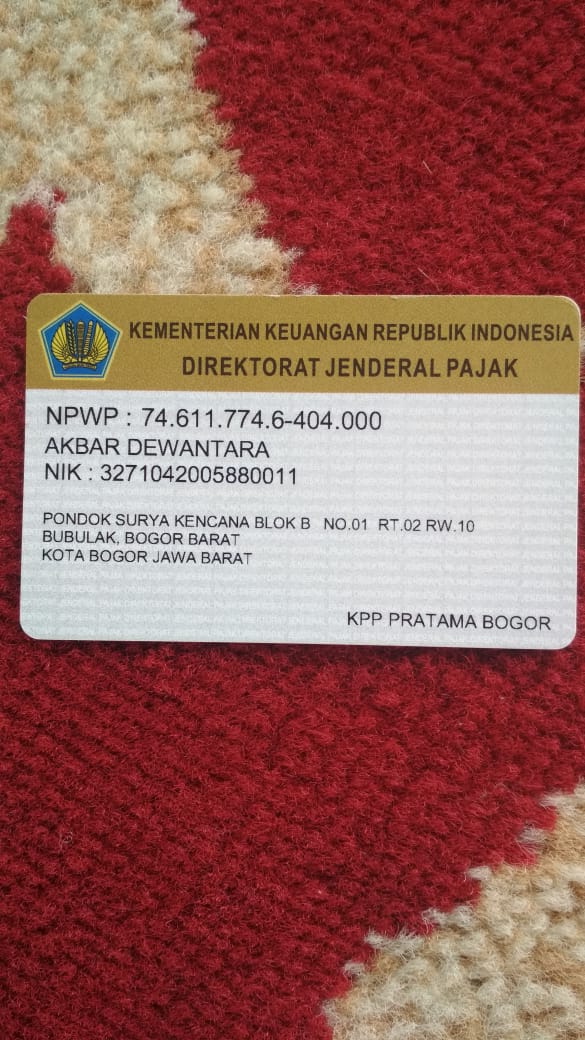 KEMENTERIAN KEUANGAN REPUBLIK INDONESIA
DIREKTORAT JENDERAL PAJAK
NPWP : 74.611.774.6-404.000
AKBAR DEWANTARA
NIK : 3271042005880011
PONDOK SURYA KENCANA BLOK B NO.01 RT.02 RW.10
BUBULAK, BOGOR BARAT
KOTA BOGOR JAWA BARAT
KPP PRATAMA BOGOR